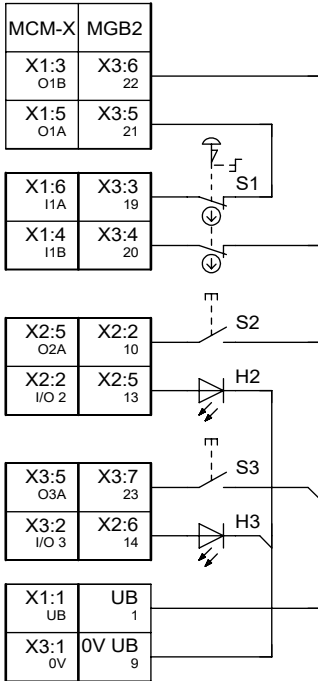 MCM-X MGB2
X1:3 X3:6
O1B 22
X1:5 X3:5
O1A 21
X1:6 X3:3 S1
I1A 19
X1:4 X3:4
I1B 20
X2:5 X2:2 S2
O2A 10
X2:2 X2:5 H2
I/O 2 13
X3:5 X3:7 S3
O3A 23
X3:2 X2:6 H3
I/O 3 14
X1:1 UB
UB 1
X3:1 0V UB
0V 9